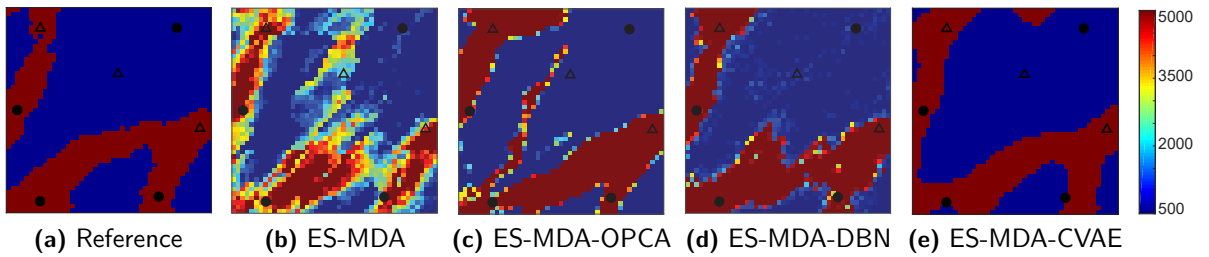 5000
3500
2000
500
(a) Reference
(b) ES-MDA
(c) ES-MDA-OPCA
(d) ES-MDA-DBN
(e) ES-MDA-CVAE